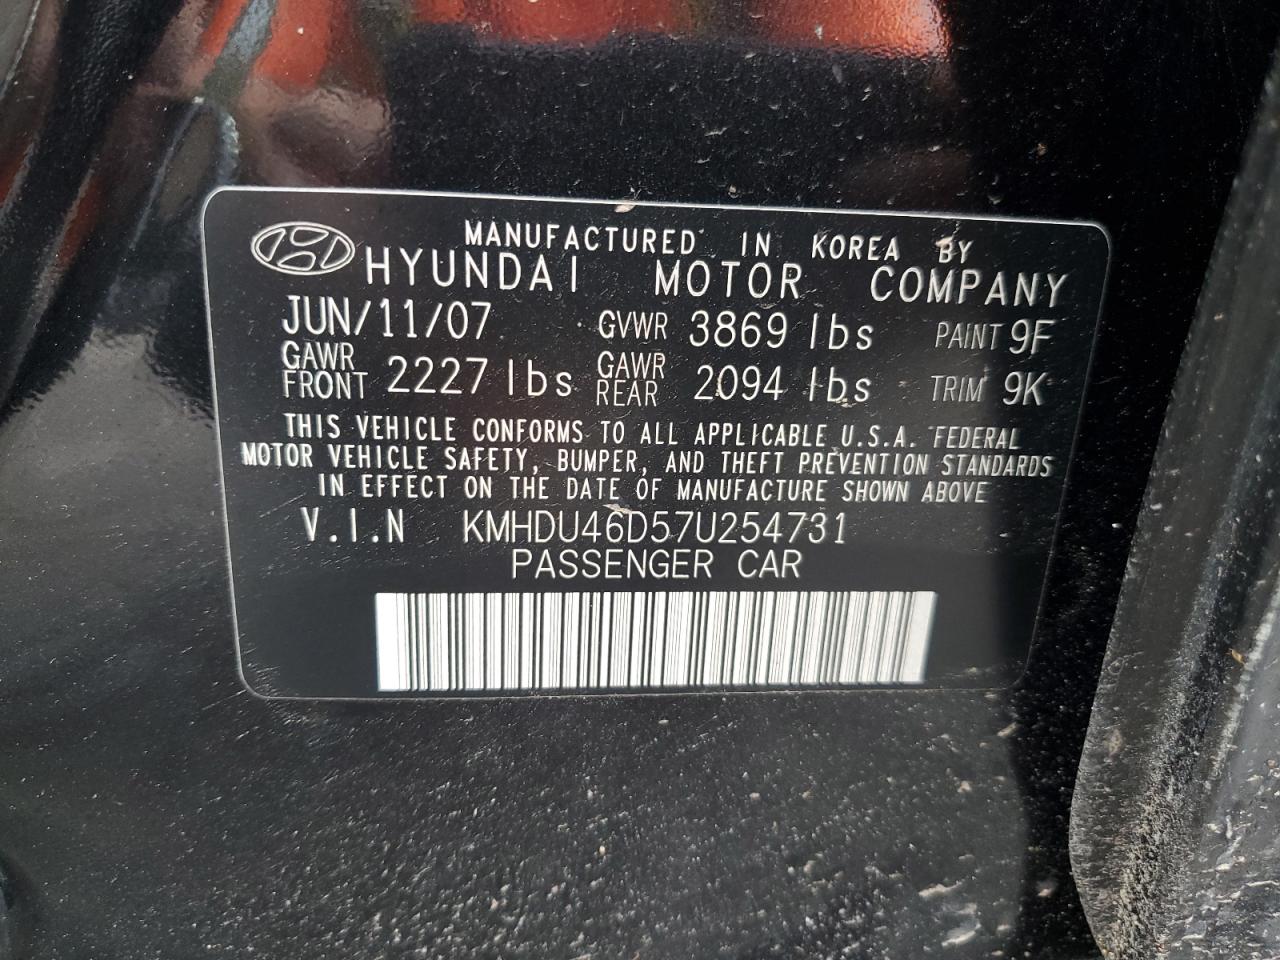 MANUFACTURED IN KOREA BY
HYUNDAI MOTOR COMPANY
JUN/11/07 GVWR 3869 lbs PAINT 9F
GAWR FRONT 2227 lbs GAWR REAR 2094 lbs TRIM 9K
THIS VEHICLE CONFORMS TO ALL APPLICABLE U.S.A. FEDERAL
MOTOR VEHICLE SAFETY, BUMPER, AND THEFT PREVENTION STANDARDS
IN EFFECT ON THE DATE OF MANUFACTURE SHOWN ABOVE
V.I.N KMHDU46D57U254731
PASSENGER CAR